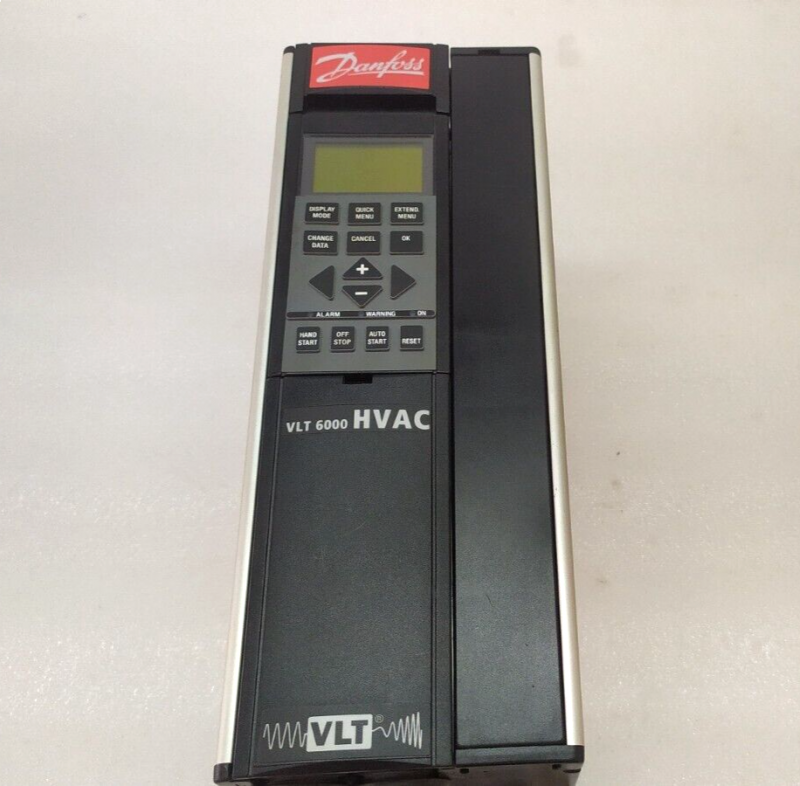 Danfoss
DISPLAY MODE QUICK MENU EXTEND. MENU
CHANGE DATA CANCEL OK
+
−
ALARM WARNING ON
HAND START OFF STOP AUTO START RESET
VLT 6000 HVAC
VLT®